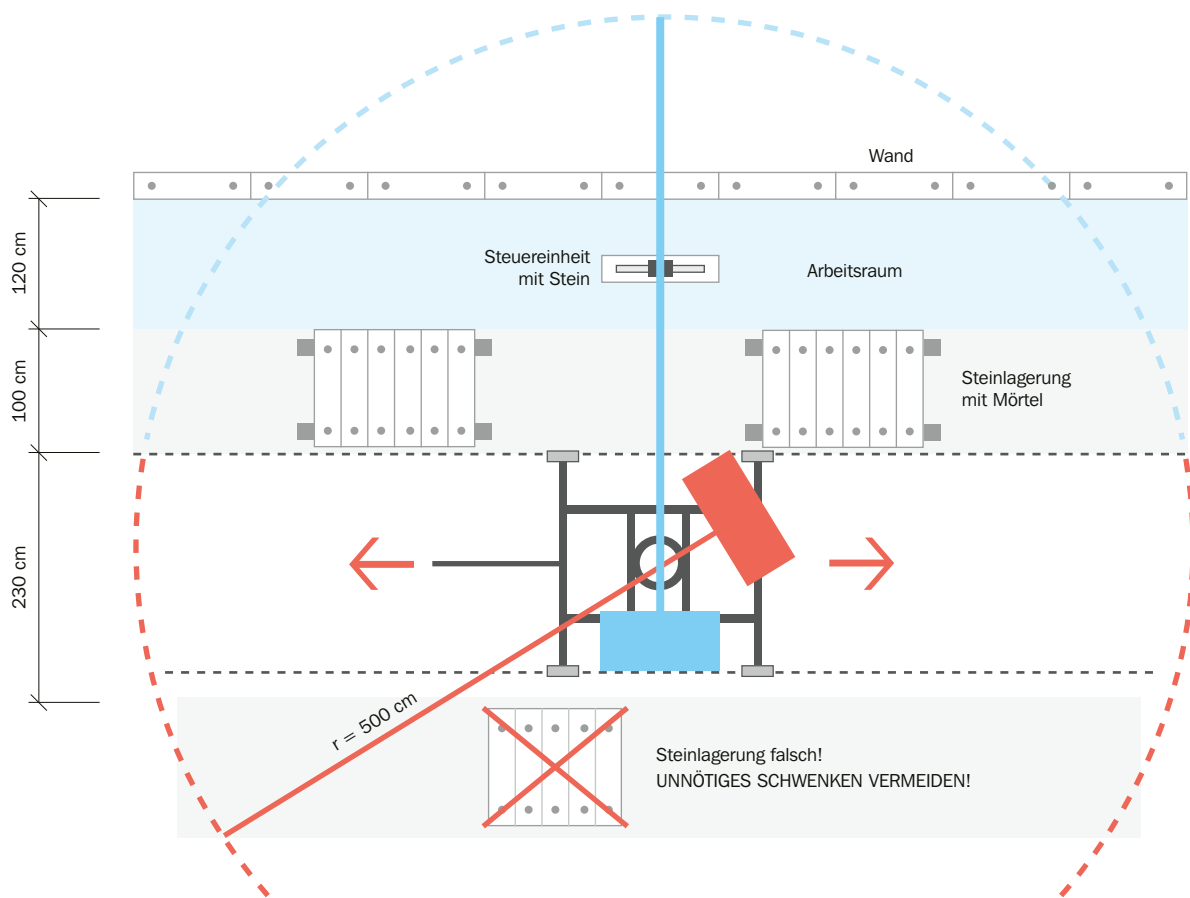 Wand
120 cm
Steuereinheit
mit Stein
Arbeitsraum
100 cm
Steinlagerung
mit Mörtel
230 cm
r = 500 cm
Steinlagerung falsch!
UNNÖTIGES SCHWENKEN VERMEIDEN!